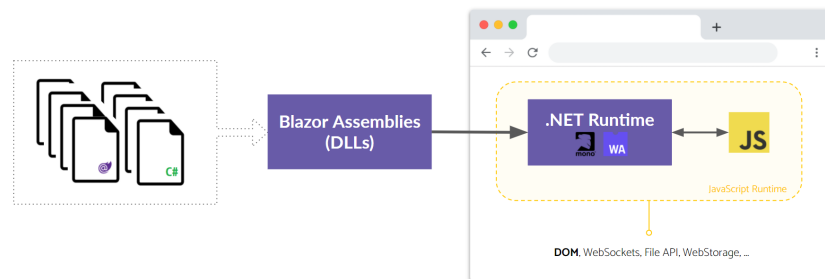 C#
Blazor Assemblies
(DLLs)
.NET Runtime
mono
WA
JS
JavaScript Runtime
DOM, WebSockets, File API, WebStorage, ...